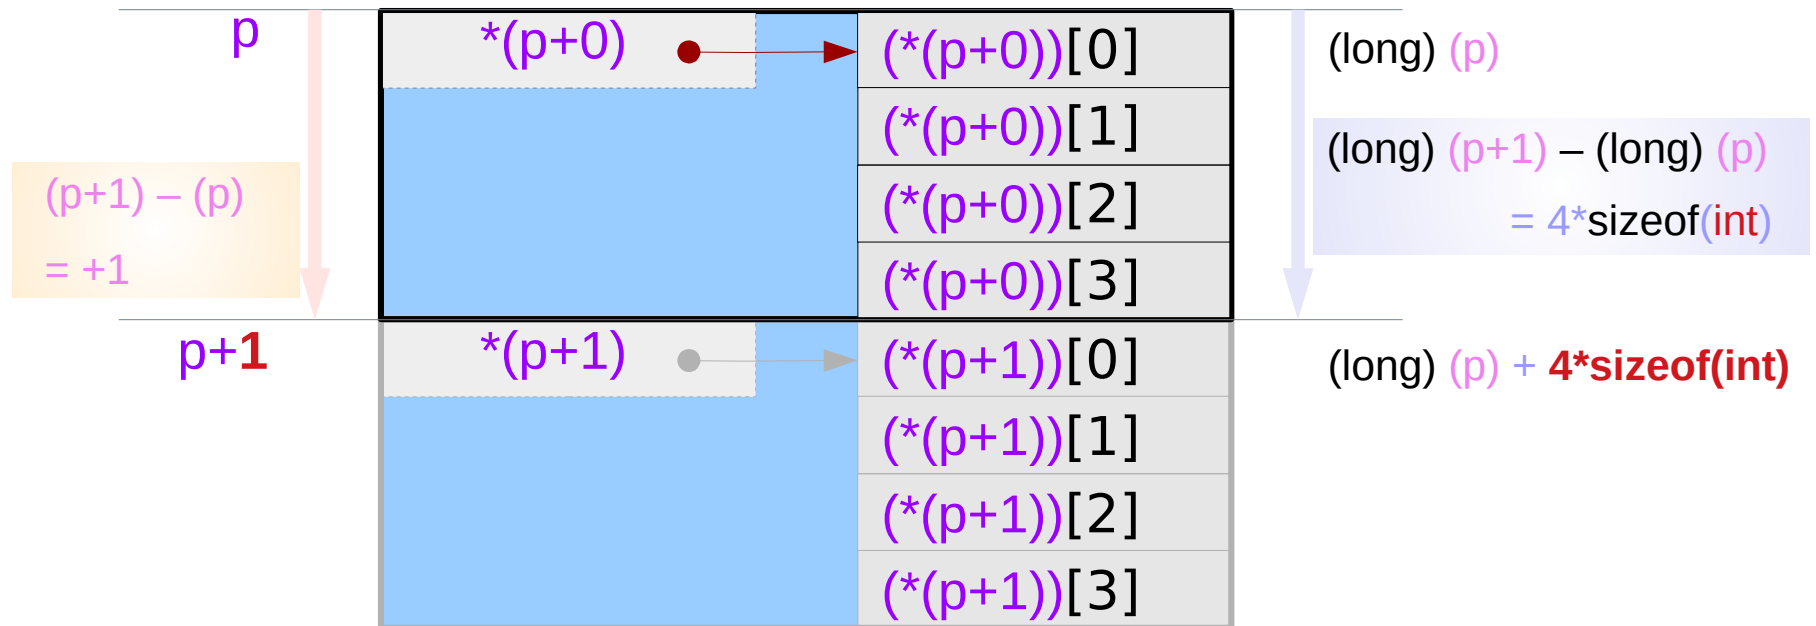 p
*(p+0)
(*(p+0))[0]
(long) (p)
(*(p+0))[1]
(long) (p+1) – (long) (p)
(p+1) – (p)
(*(p+0))[2]
= 4*sizeof(int)
= +1
(*(p+0))[3]
p+1
*(p+1)
(*(p+1))[0]
(long) (p) + 4*sizeof(int)
(*(p+1))[1]
(*(p+1))[2]
(*(p+1))[3]